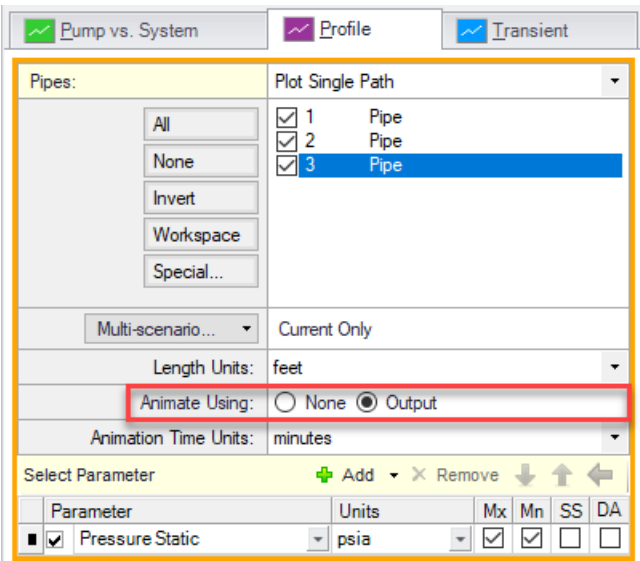 Pump vs. System
Profile
Transient
Pipes:
Plot Single Path
All
None
Invert
Workspace
Special...
1 Pipe
2 Pipe
3 Pipe
Multi-scenario...
Current Only
Length Units:
feet
Animate Using:
None
Output
Animation Time Units:
minutes
Select Parameter
Add
Remove
Parameter Units Mx Mn SS DA
Pressure Static psia